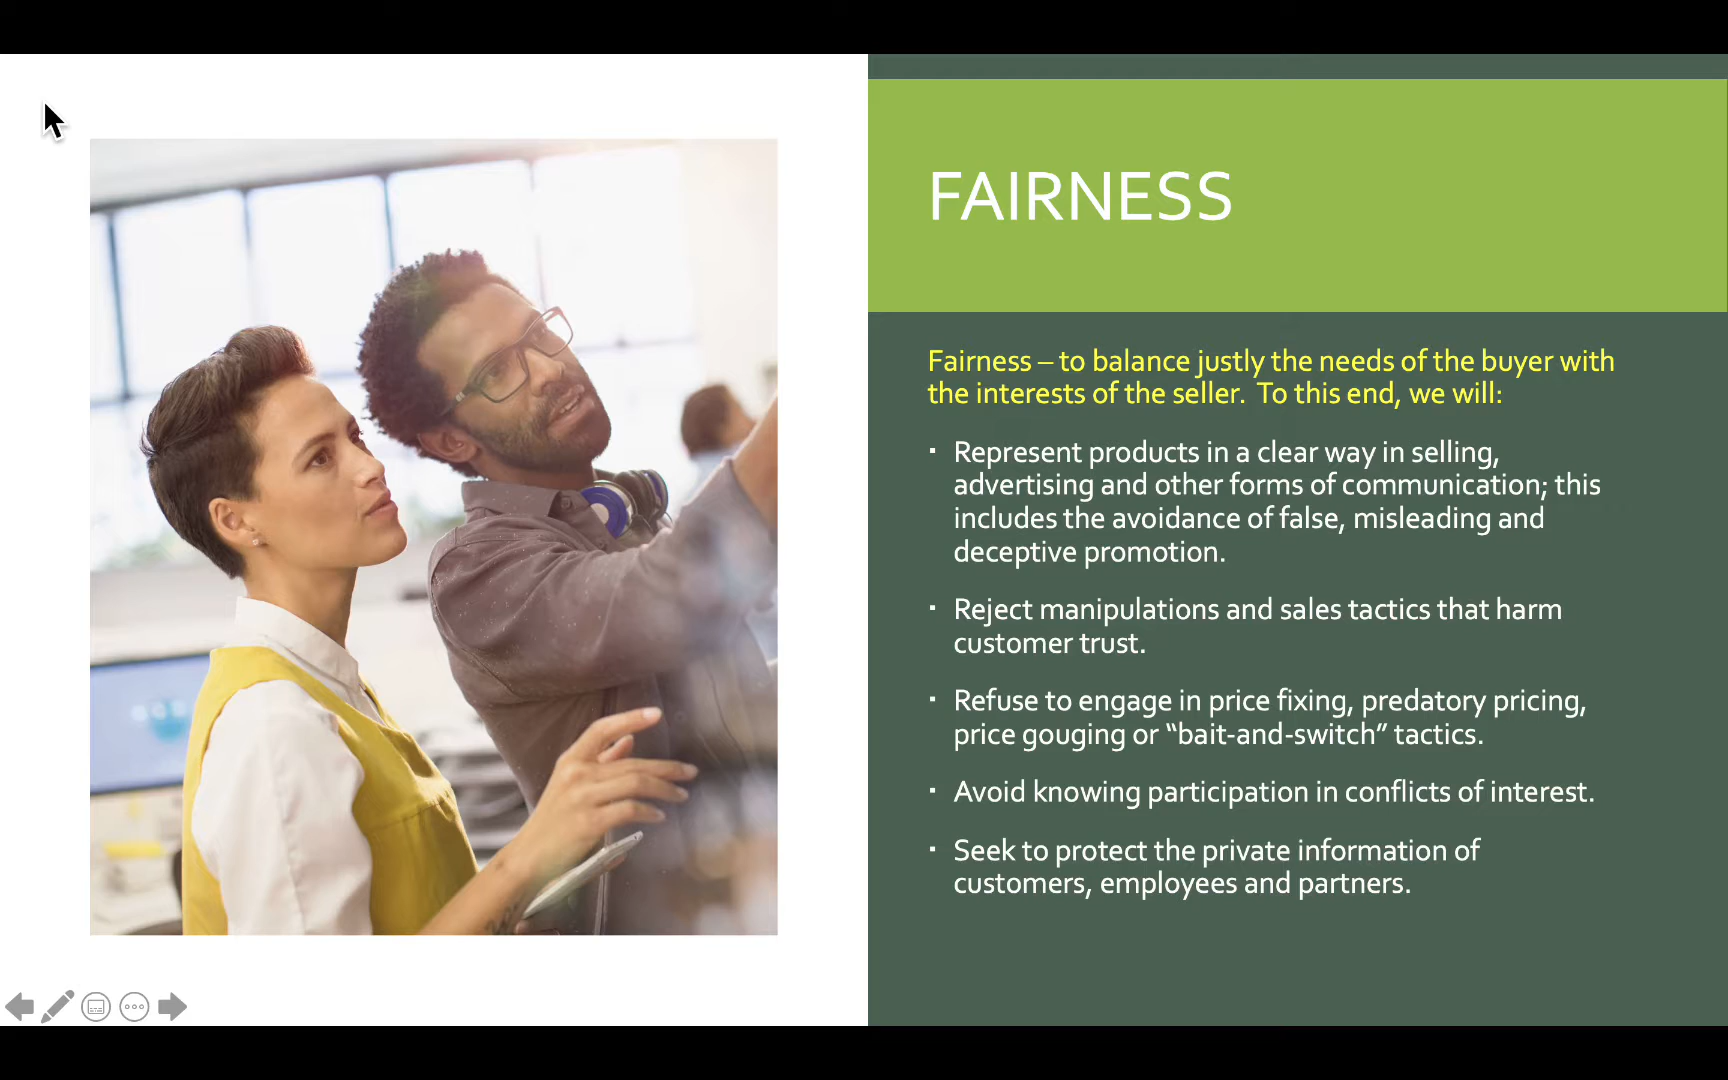 FAIRNESS
Fairness – to balance justly the needs of the buyer with
the interests of the seller.  To this end, we will:
▪ Represent products in a clear way in selling,
advertising and other forms of communication; this
includes the avoidance of false, misleading and
deceptive promotion.
▪ Reject manipulations and sales tactics that harm
customer trust.
▪ Refuse to engage in price fixing, predatory pricing,
price gouging or “bait-and-switch” tactics.
▪ Avoid knowing participation in conflicts of interest.
▪ Seek to protect the private information of
customers, employees and partners.